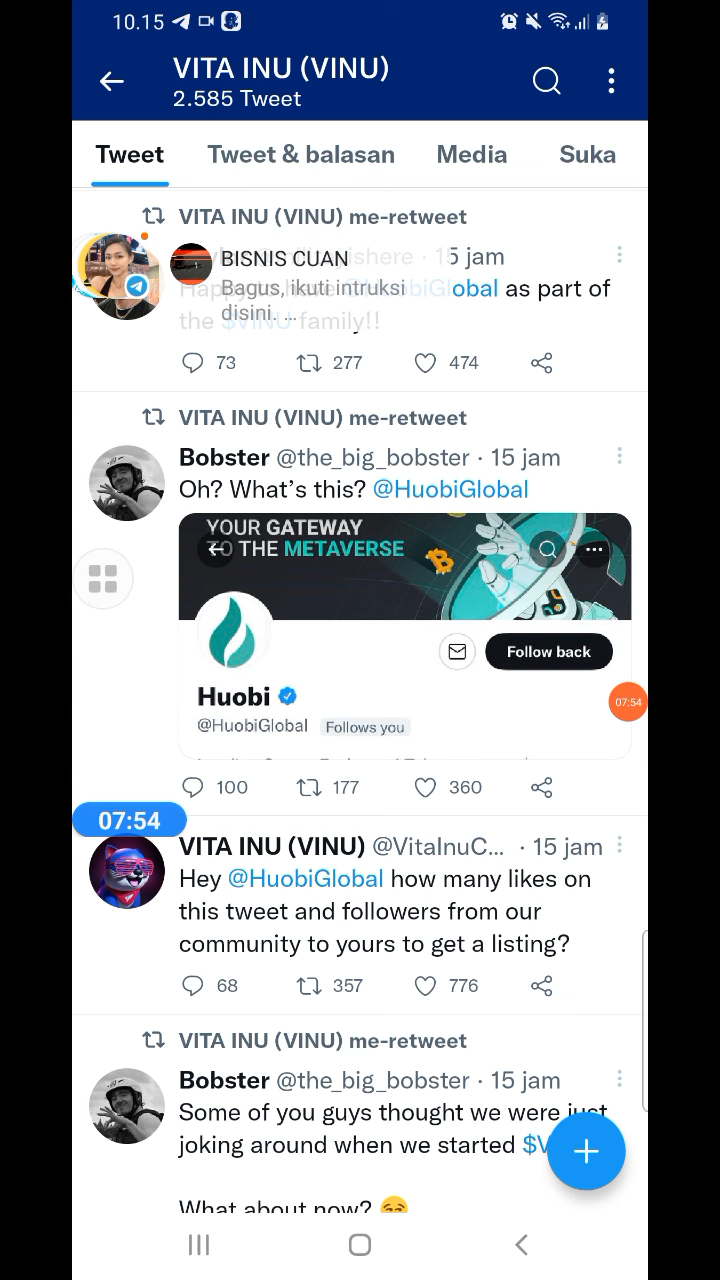 10.15
VITA INU (VINU)
2.585 Tweet
Tweet
Tweet & balasan
Media
Suka
VITA INU (VINU) me-retweet
BISNIS CUAN
15 jam
Bagus, ikuti intruksi
disini. ...
obal as part of
the $VINU family!!
73
277
474
VITA INU (VINU) me-retweet
Bobster @the_big_bobster · 15 jam
Oh? What's this? @HuobiGlobal
YOUR GATEWAY
TO THE METAVERSE
Follow back
Huobi
@HuobiGlobal Follows you
07:54
100
177
360
07:54
VITA INU (VINU) @VitaInuC... · 15 jam
Hey @HuobiGlobal how many likes on
this tweet and followers from our
community to yours to get a listing?
68
357
776
VITA INU (VINU) me-retweet
Bobster @the_big_bobster · 15 jam
Some of you guys thought we were just
joking around when we started $V
What about now? 😏